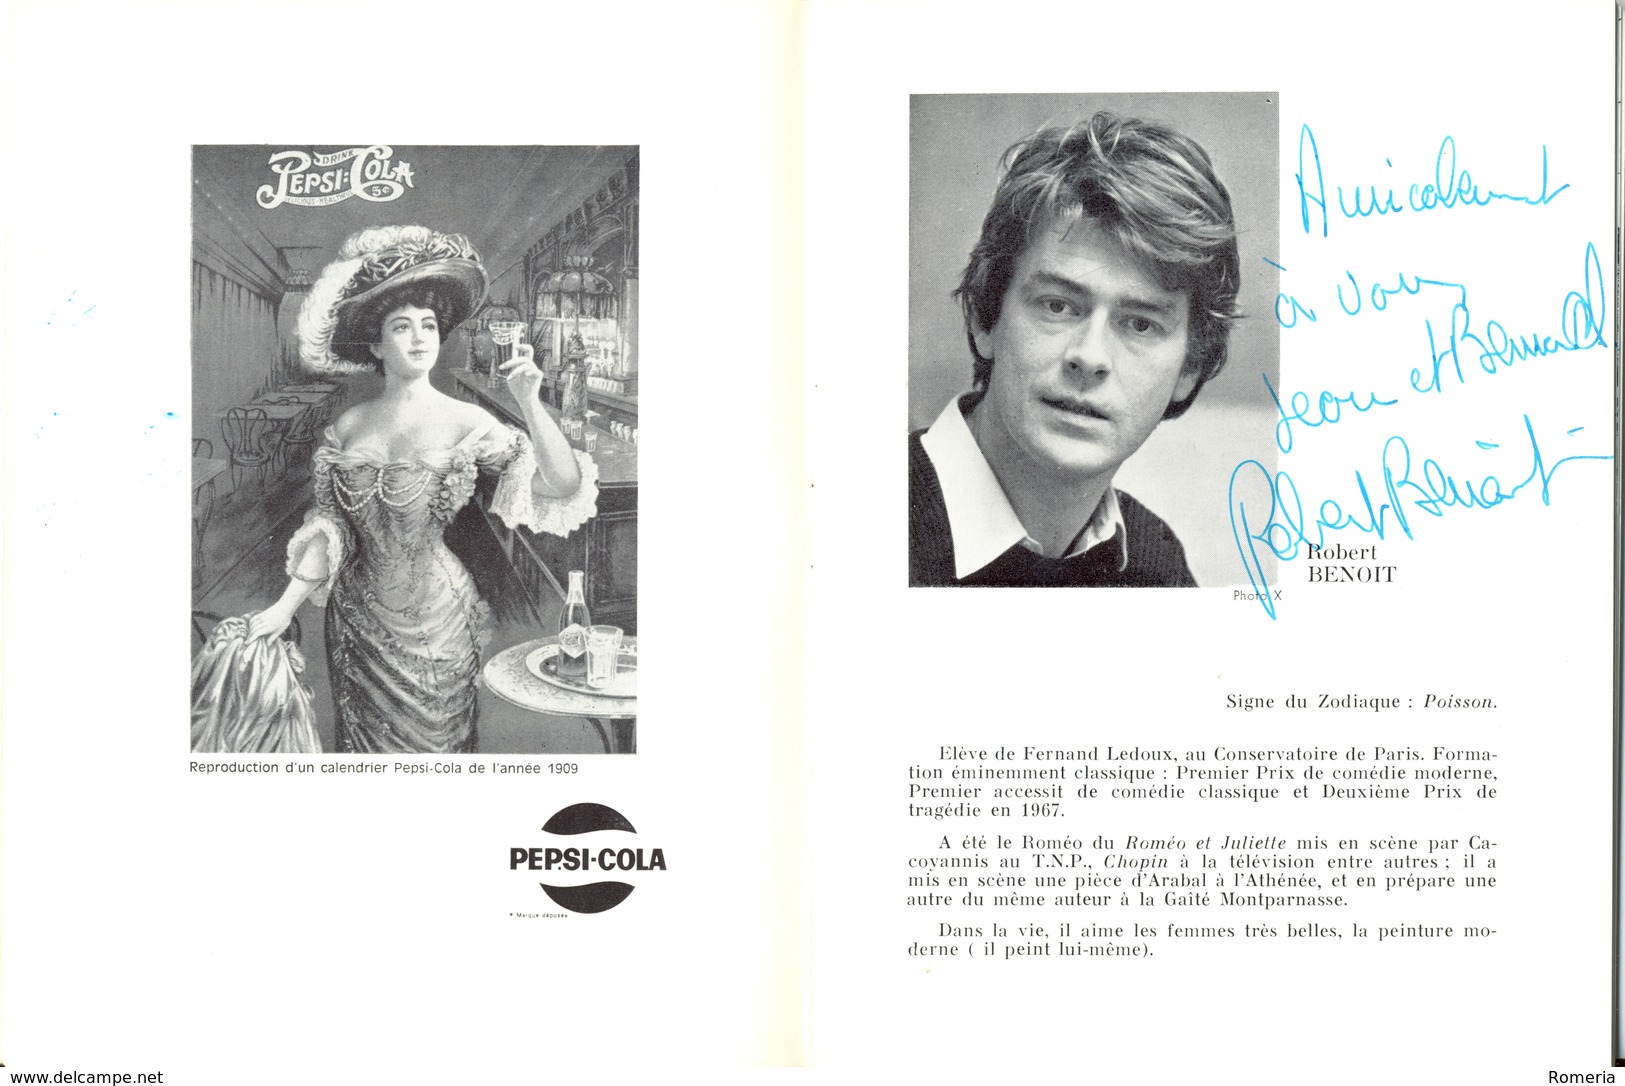 DRINK
PEPSI:COLA
5¢
DELICIOUS·HEALTHFUL
Reproduction d'un calendrier Pepsi-Cola de l'année 1909
PEPSI·COLA
* Marque déposée
Amicalement
à vous
Jean et Bernard
Robert Benoit
Robert
BENOIT
Photo X
Signe du Zodiaque : Poisson.
Elève de Fernand Ledoux, au Conservatoire de Paris. Forma-
tion éminemment classique : Premier Prix de comédie moderne,
Premier accessit de comédie classique et Deuxième Prix de
tragédie en 1967.
A été le Roméo du Roméo et Juliette mis en scène par Ca-
coyannis au T.N.P., Chopin à la télévision entre autres ; il a
mis en scène une pièce d'Arabal à l'Athénée, et en prépare une
autre du même auteur à la Gaîté Montparnasse.
Dans la vie, il aime les femmes très belles, la peinture mo-
derne ( il peint lui-même).
www.delcampe.net
Romeria